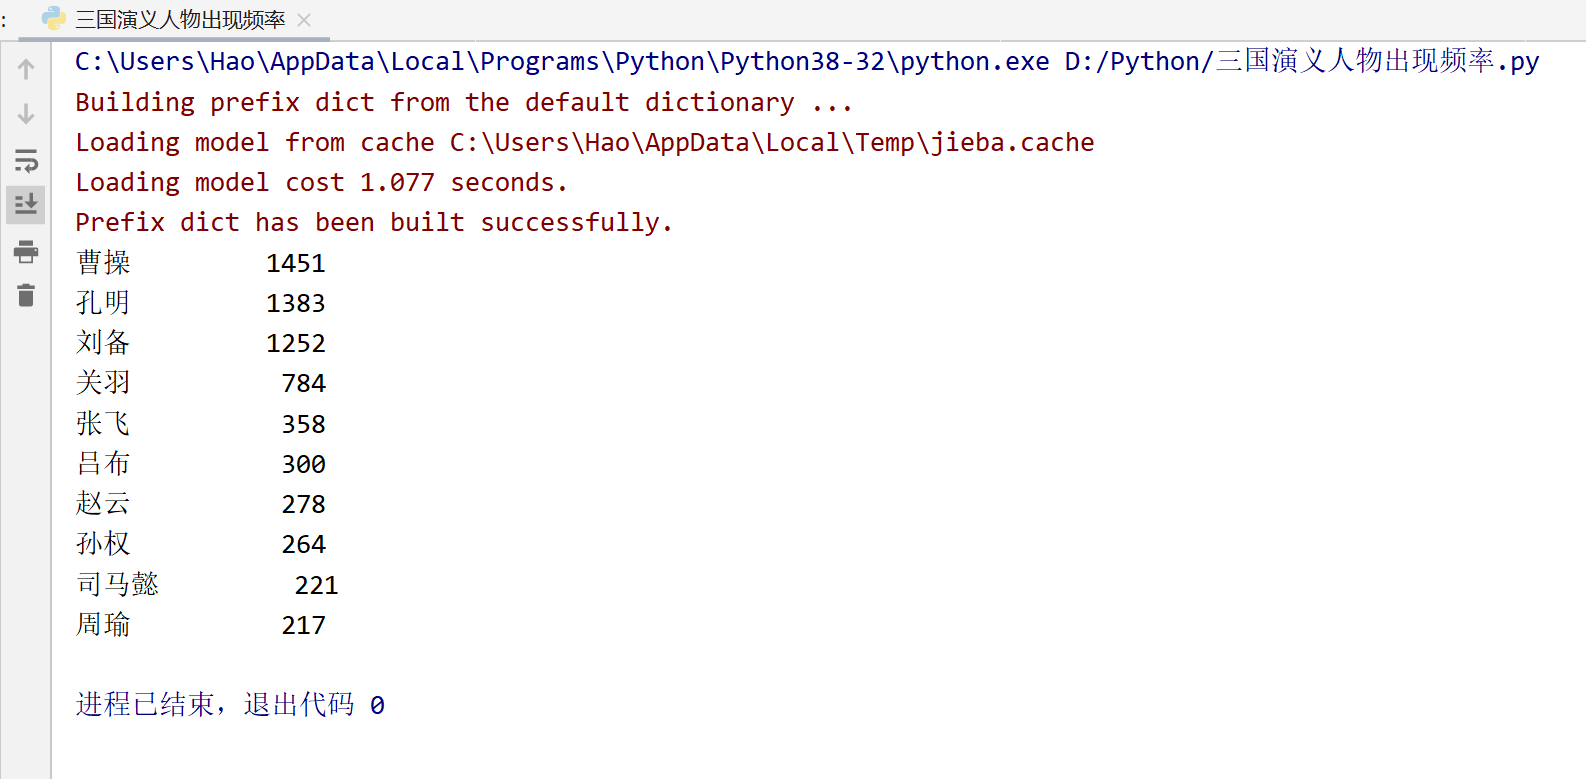 : 三国演义人物出现频率
C:\Users\Hao\AppData\Local\Programs\Python\Python38-32\python.exe D:/Python/三国演义人物出现频率.py
Building prefix dict from the default dictionary ...
Loading model from cache C:\Users\Hao\AppData\Local\Temp\jieba.cache
Loading model cost 1.077 seconds.
Prefix dict has been built successfully.
曹操 1451
孔明 1383
刘备 1252
关羽 784
张飞 358
吕布 300
赵云 278
孙权 264
司马懿 221
周瑜 217
进程已结束，退出代码 0